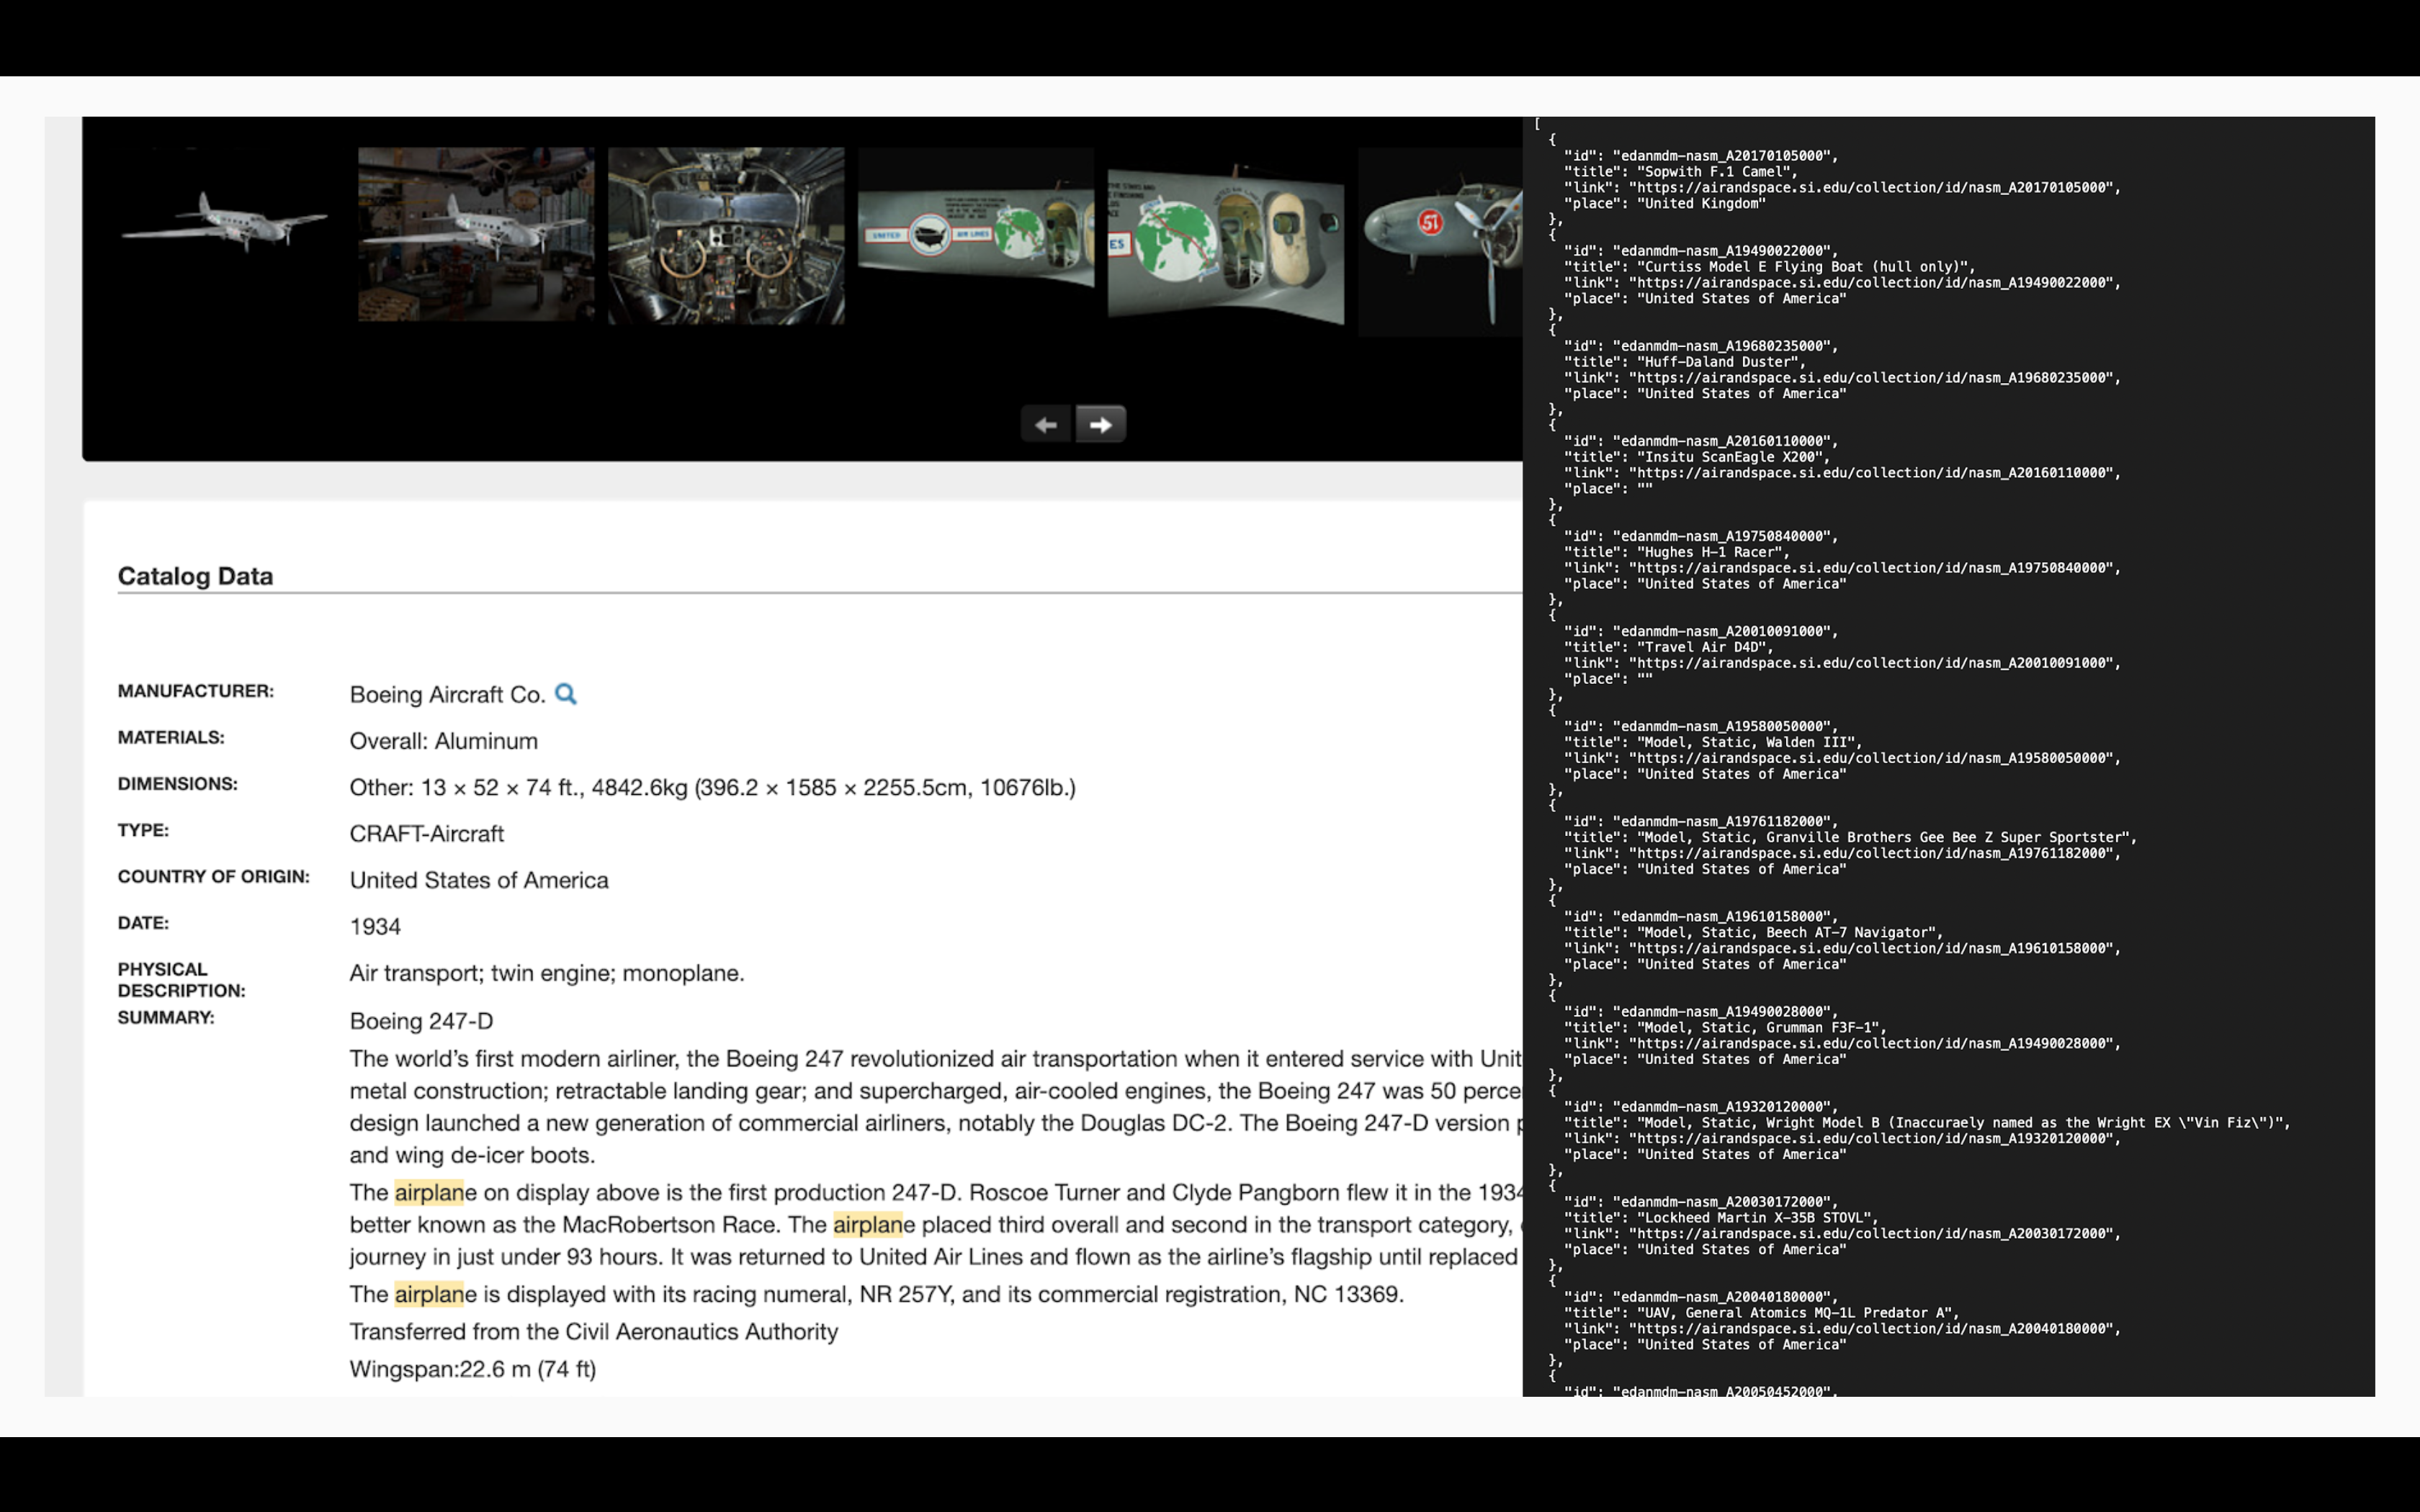 UNITED AIR LINES
ES
57
Catalog Data
MANUFACTURER: Boeing Aircraft Co.
MATERIALS: Overall: Aluminum
DIMENSIONS: Other: 13 × 52 × 74 ft., 4842.6kg (396.2 × 1585 × 2255.5cm, 10676lb.)
TYPE: CRAFT-Aircraft
COUNTRY OF ORIGIN: United States of America
DATE: 1934
PHYSICAL DESCRIPTION: Air transport; twin engine; monoplane.
SUMMARY: Boeing 247-D
The world's first modern airliner, the Boeing 247 revolutionized air transportation when it entered service with Unit
metal construction; retractable landing gear; and supercharged, air-cooled engines, the Boeing 247 was 50 perce
design launched a new generation of commercial airliners, notably the Douglas DC-2. The Boeing 247-D version p
and wing de-icer boots.
The airplane on display above is the first production 247-D. Roscoe Turner and Clyde Pangborn flew it in the 1934
better known as the MacRobertson Race. The airplane placed third overall and second in the transport category,
journey in just under 93 hours. It was returned to United Air Lines and flown as the airline's flagship until replaced
The airplane is displayed with its racing numeral, NR 257Y, and its commercial registration, NC 13369.
Transferred from the Civil Aeronautics Authority
Wingspan:22.6 m (74 ft)
[
{
"id": "edanmdm-nasm_A20170105000",
"title": "Sopwith F.1 Camel",
"link": "https://airandspace.si.edu/collection/id/nasm_A20170105000",
"place": "United Kingdom"
},
{
"id": "edanmdm-nasm_A19490022000",
"title": "Curtiss Model E Flying Boat (hull only)",
"link": "https://airandspace.si.edu/collection/id/nasm_A19490022000",
"place": "United States of America"
},
{
"id": "edanmdm-nasm_A19680235000",
"title": "Huff-Daland Duster",
"link": "https://airandspace.si.edu/collection/id/nasm_A19680235000",
"place": "United States of America"
},
{
"id": "edanmdm-nasm_A20160110000",
"title": "Insitu ScanEagle X200",
"link": "https://airandspace.si.edu/collection/id/nasm_A20160110000",
"place": ""
},
{
"id": "edanmdm-nasm_A19750840000",
"title": "Hughes H-1 Racer",
"link": "https://airandspace.si.edu/collection/id/nasm_A19750840000",
"place": "United States of America"
},
{
"id": "edanmdm-nasm_A20010091000",
"title": "Travel Air D4D",
"link": "https://airandspace.si.edu/collection/id/nasm_A20010091000",
"place": ""
},
{
"id": "edanmdm-nasm_A19580050000",
"title": "Model, Static, Walden III",
"link": "https://airandspace.si.edu/collection/id/nasm_A19580050000",
"place": "United States of America"
},
{
"id": "edanmdm-nasm_A19761182000",
"title": "Model, Static, Granville Brothers Gee Bee Z Super Sportster",
"link": "https://airandspace.si.edu/collection/id/nasm_A19761182000",
"place": "United States of America"
},
{
"id": "edanmdm-nasm_A19610158000",
"title": "Model, Static, Beech AT-7 Navigator",
"link": "https://airandspace.si.edu/collection/id/nasm_A19610158000",
"place": "United States of America"
},
{
"id": "edanmdm-nasm_A19490028000",
"title": "Model, Static, Grumman F3F-1",
"link": "https://airandspace.si.edu/collection/id/nasm_A19490028000",
"place": "United States of America"
},
{
"id": "edanmdm-nasm_A19320120000",
"title": "Model, Static, Wright Model B (Inaccuraely named as the Wright EX \"Vin Fiz\")",
"link": "https://airandspace.si.edu/collection/id/nasm_A19320120000",
"place": "United States of America"
},
{
"id": "edanmdm-nasm_A20030172000",
"title": "Lockheed Martin X-35B STOVL",
"link": "https://airandspace.si.edu/collection/id/nasm_A20030172000",
"place": "United States of America"
},
{
"id": "edanmdm-nasm_A20040180000",
"title": "UAV, General Atomics MQ-1L Predator A",
"link": "https://airandspace.si.edu/collection/id/nasm_A20040180000",
"place": "United States of America"
},
{
"id": "edanmdm-nasm_A20050452000",